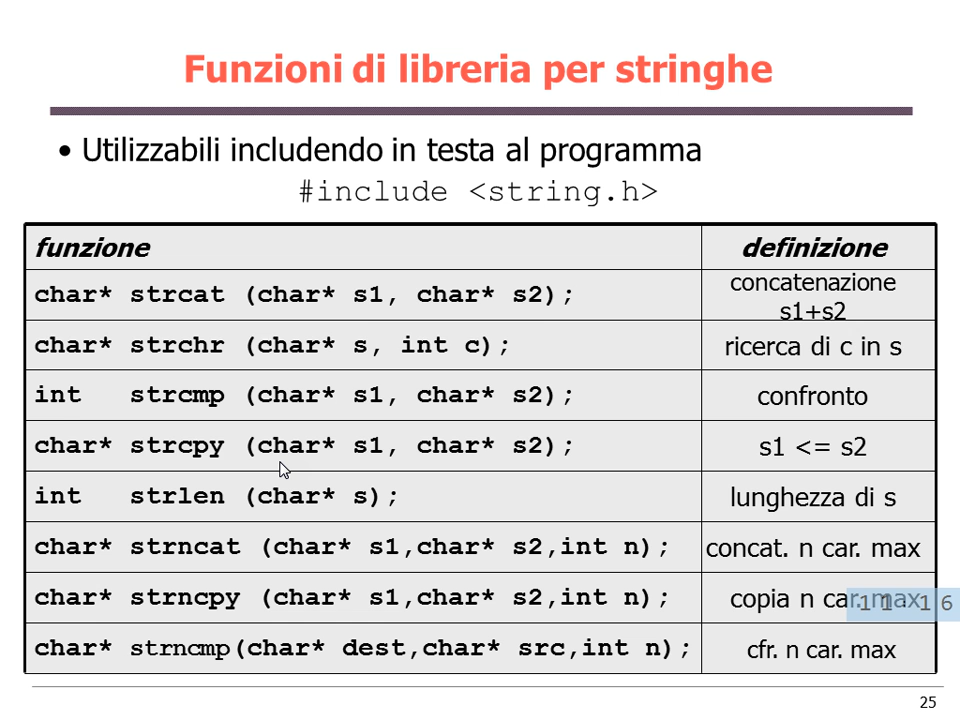 Funzioni di libreria per stringhe
• Utilizzabili includendo in testa al programma
#include <string.h>
funzione definizione
char* strcat (char* s1, char* s2); concatenazione
s1+s2
char* strchr (char* s, int c); ricerca di c in s
int strcmp (char* s1, char* s2); confronto
char* strcpy (char* s1, char* s2); s1 <= s2
int strlen (char* s); lunghezza di s
char* strncat (char* s1,char* s2,int n); concat. n car. max
char* strncpy (char* s1,char* s2,int n); copia n car. max
char* strncmp(char* dest,char* src,int n); cfr. n car. max
25